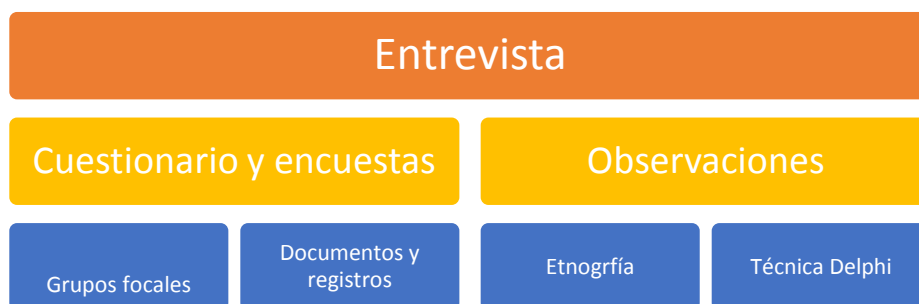 Entrevista
Cuestionario y encuestas
Observaciones
Grupos focales
Documentos y
registros
Etnogrfía
Técnica Delphi